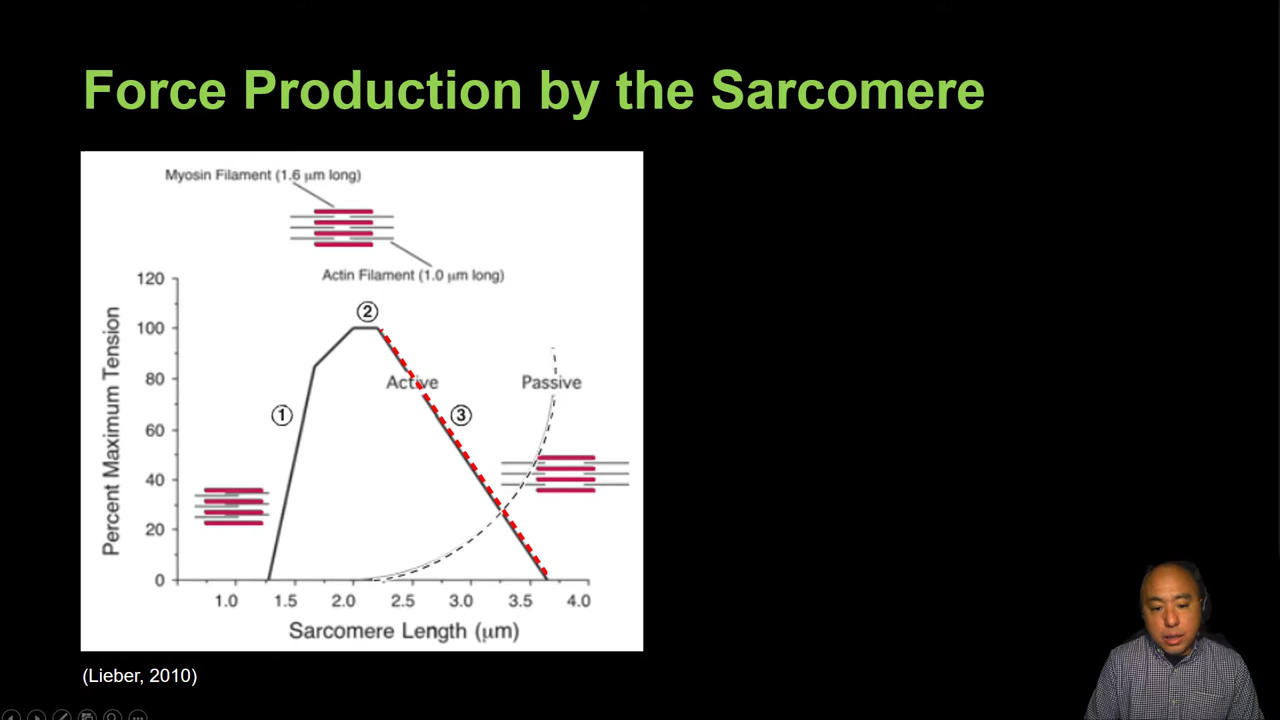 Force Production by the Sarcomere
Myosin Filament (1.6 μm long)
Actin Filament (1.0 μm long)
120
100
80
60
40
20
0
Percent Maximum Tension
②
①
Active
③
Passive
1.0 1.5 2.0 2.5 3.0 3.5 4.0
Sarcomere Length (μm)
(Lieber, 2010)